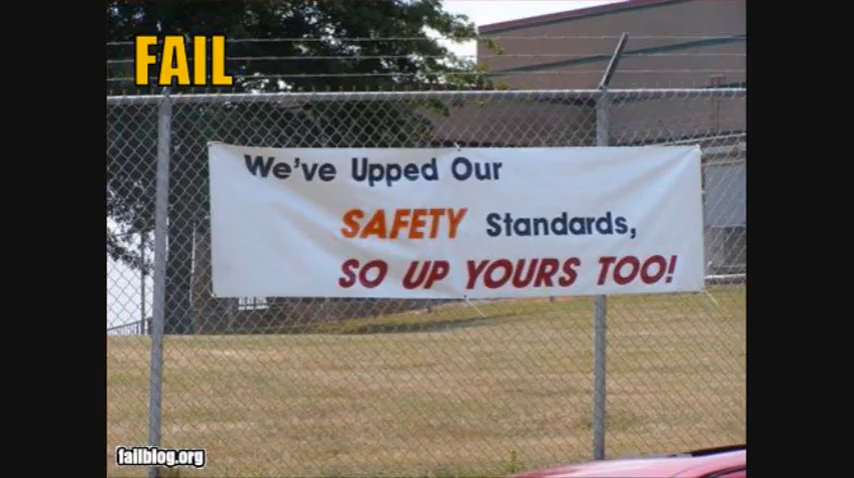 FAIL
We've Upped Our
SAFETY Standards,
SO UP YOURS TOO!
failblog.org